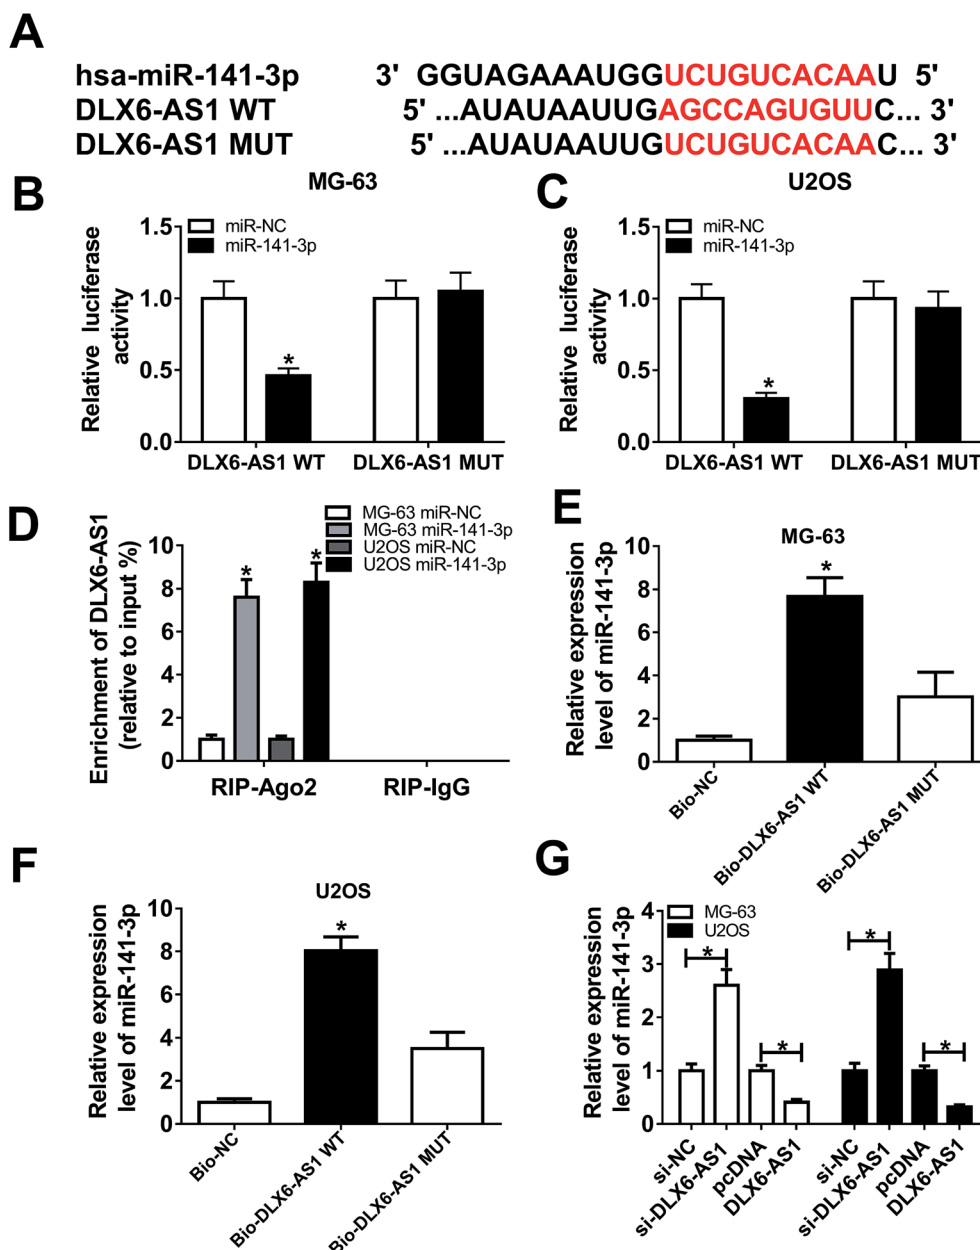 A
hsa-miR-141-3p 3' GGUAGAAAUGGUCUGUCACAAU 5'
DLX6-AS1 WT 5' ...AUAUAAUUGAGCCAGUGUUC... 3'
DLX6-AS1 MUT 5' ...AUAUAAUUGUCUGUCACAAC... 3'
B
MG-63
miR-NC
miR-141-3p
Relative luciferase
activity
1.5
1.0
0.5
0.0
*
DLX6-AS1 WT DLX6-AS1 MUT
C
U2OS
miR-NC
miR-141-3p
Relative luciferase
activity
1.5
1.0
0.5
0.0
*
DLX6-AS1 WT DLX6-AS1 MUT
D
MG-63 miR-NC
MG-63 miR-141-3p
U2OS miR-NC
U2OS miR-141-3p
Enrichment of DLX6-AS1
(relative to input %)
10
8
6
4
2
0
* *
RIP-Ago2 RIP-IgG
E
MG-63
Relative expression
level of miR-141-3p
10
8
6
4
2
0
*
Bio-NC
Bio-DLX6-AS1 WT
Bio-DLX6-AS1 MUT
F
U2OS
Relative expression
level of miR-141-3p
10
8
6
4
2
0
*
Bio-NC
Bio-DLX6-AS1 WT
Bio-DLX6-AS1 MUT
G
MG-63
U2OS
Relative expression
level of miR-141-3p
4
3
2
1
0
* * * *
si-NC
si-DLX6-AS1
pcDNA
DLX6-AS1
si-NC
si-DLX6-AS1
pcDNA
DLX6-AS1